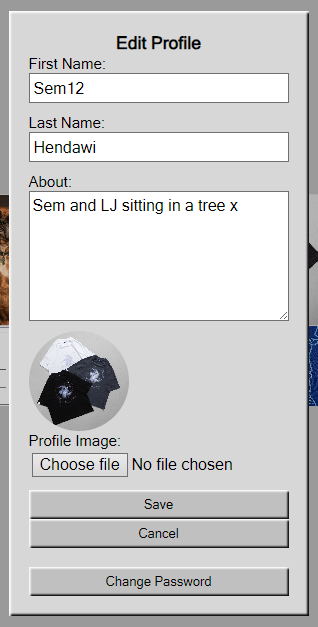 Edit Profile
First Name:
Sem12
Last Name:
Hendawi
About:
Sem and LJ sitting in a tree x
Profile Image:
Choose file No file chosen
Save
Cancel
Change Password